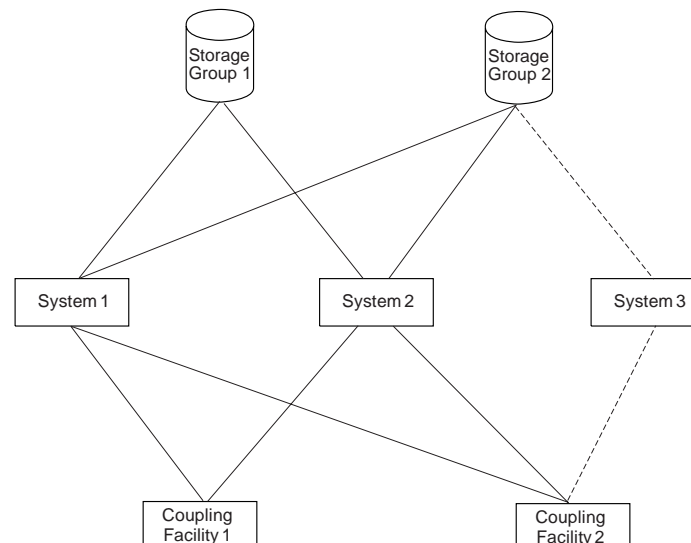 Storage
Group 1
Storage
Group 2
System 1
System 2
System 3
Coupling
Facility 1
Coupling
Facility 2